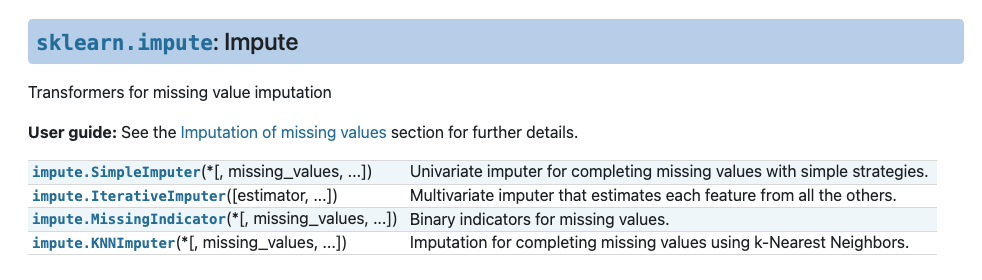 sklearn.impute: Impute
Transformers for missing value imputation
User guide: See the Imputation of missing values section for further details.
impute.SimpleImputer(*[, missing_values, ...]) Univariate imputer for completing missing values with simple strategies.
impute.IterativeImputer([estimator, ...]) Multivariate imputer that estimates each feature from all the others.
impute.MissingIndicator(*[, missing_values, ...]) Binary indicators for missing values.
impute.KNNImputer(*[, missing_values, ...]) Imputation for completing missing values using k-Nearest Neighbors.